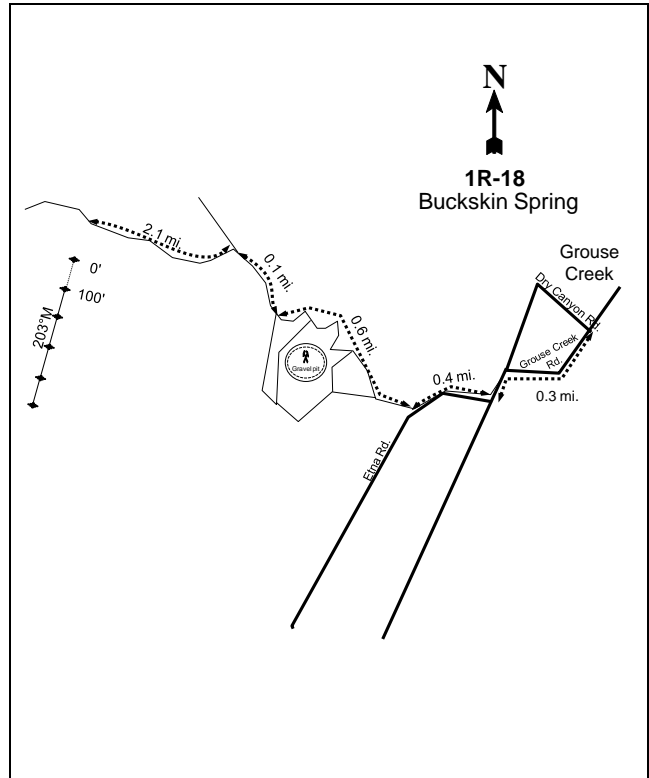 N
1R-18
Buckskin Spring
Grouse
Creek
2.1 mi.
0.1 mi.
0'
100'
203°M
0.6 mi.
Gravel pit
Dry Canyon Rd.
Grouse Creek
Rd.
0.4 mi.
0.3 mi.
Etna Rd.